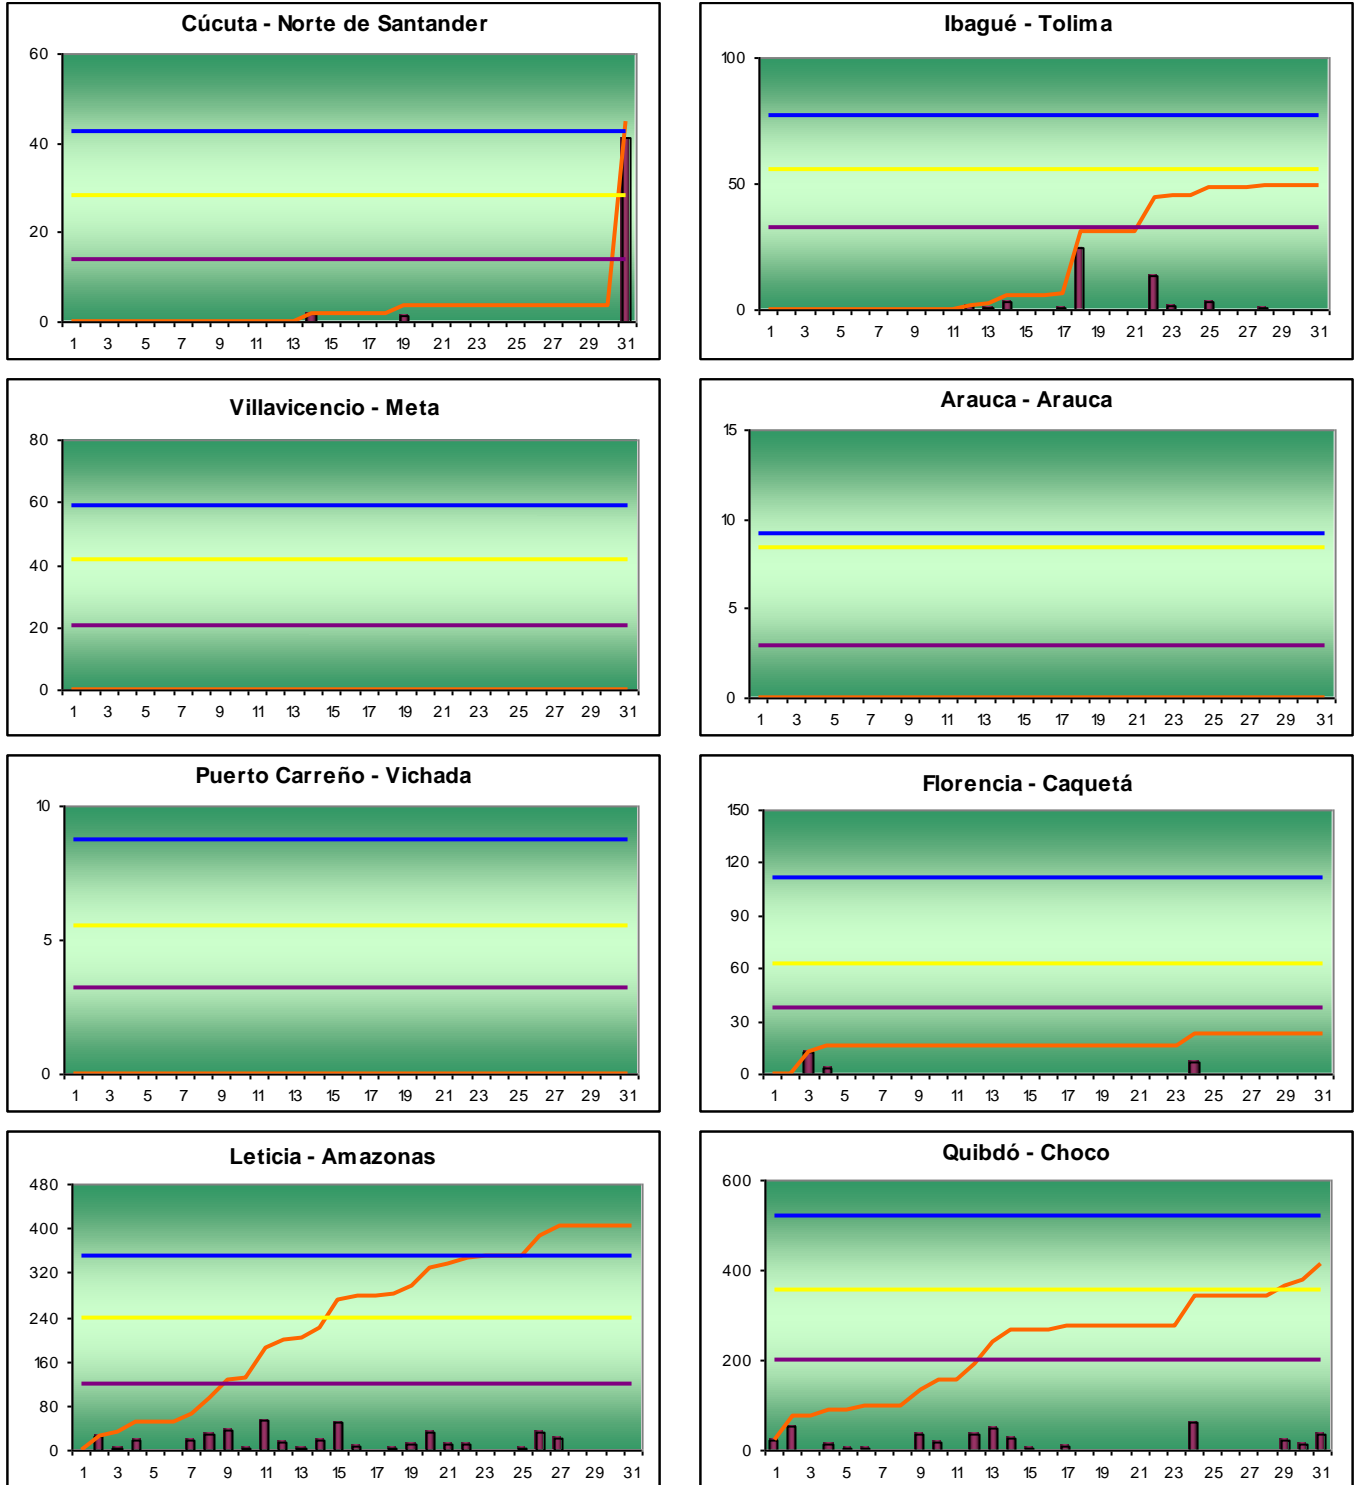 Cúcuta - Norte de Santander
60
40
20
0
1 3 5 7 9 11 13 15 17 19 21 23 25 27 29 31
Ibagué - Tolima
100
50
0
1 3 5 7 9 11 13 15 17 19 21 23 25 27 29 31
Villavicencio - Meta
80
60
40
20
0
1 3 5 7 9 11 13 15 17 19 21 23 25 27 29 31
Arauca - Arauca
15
10
5
0
1 3 5 7 9 11 13 15 17 19 21 23 25 27 29 31
Puerto Carreño - Vichada
10
5
0
1 3 5 7 9 11 13 15 17 19 21 23 25 27 29 31
Florencia - Caquetá
150
120
90
60
30
0
1 3 5 7 9 11 13 15 17 19 21 23 25 27 29 31
Leticia - Amazonas
480
400
320
240
160
80
0
1 3 5 7 9 11 13 15 17 19 21 23 25 27 29 31
Quibdó - Choco
600
400
200
0
1 3 5 7 9 11 13 15 17 19 21 23 25 27 29 31